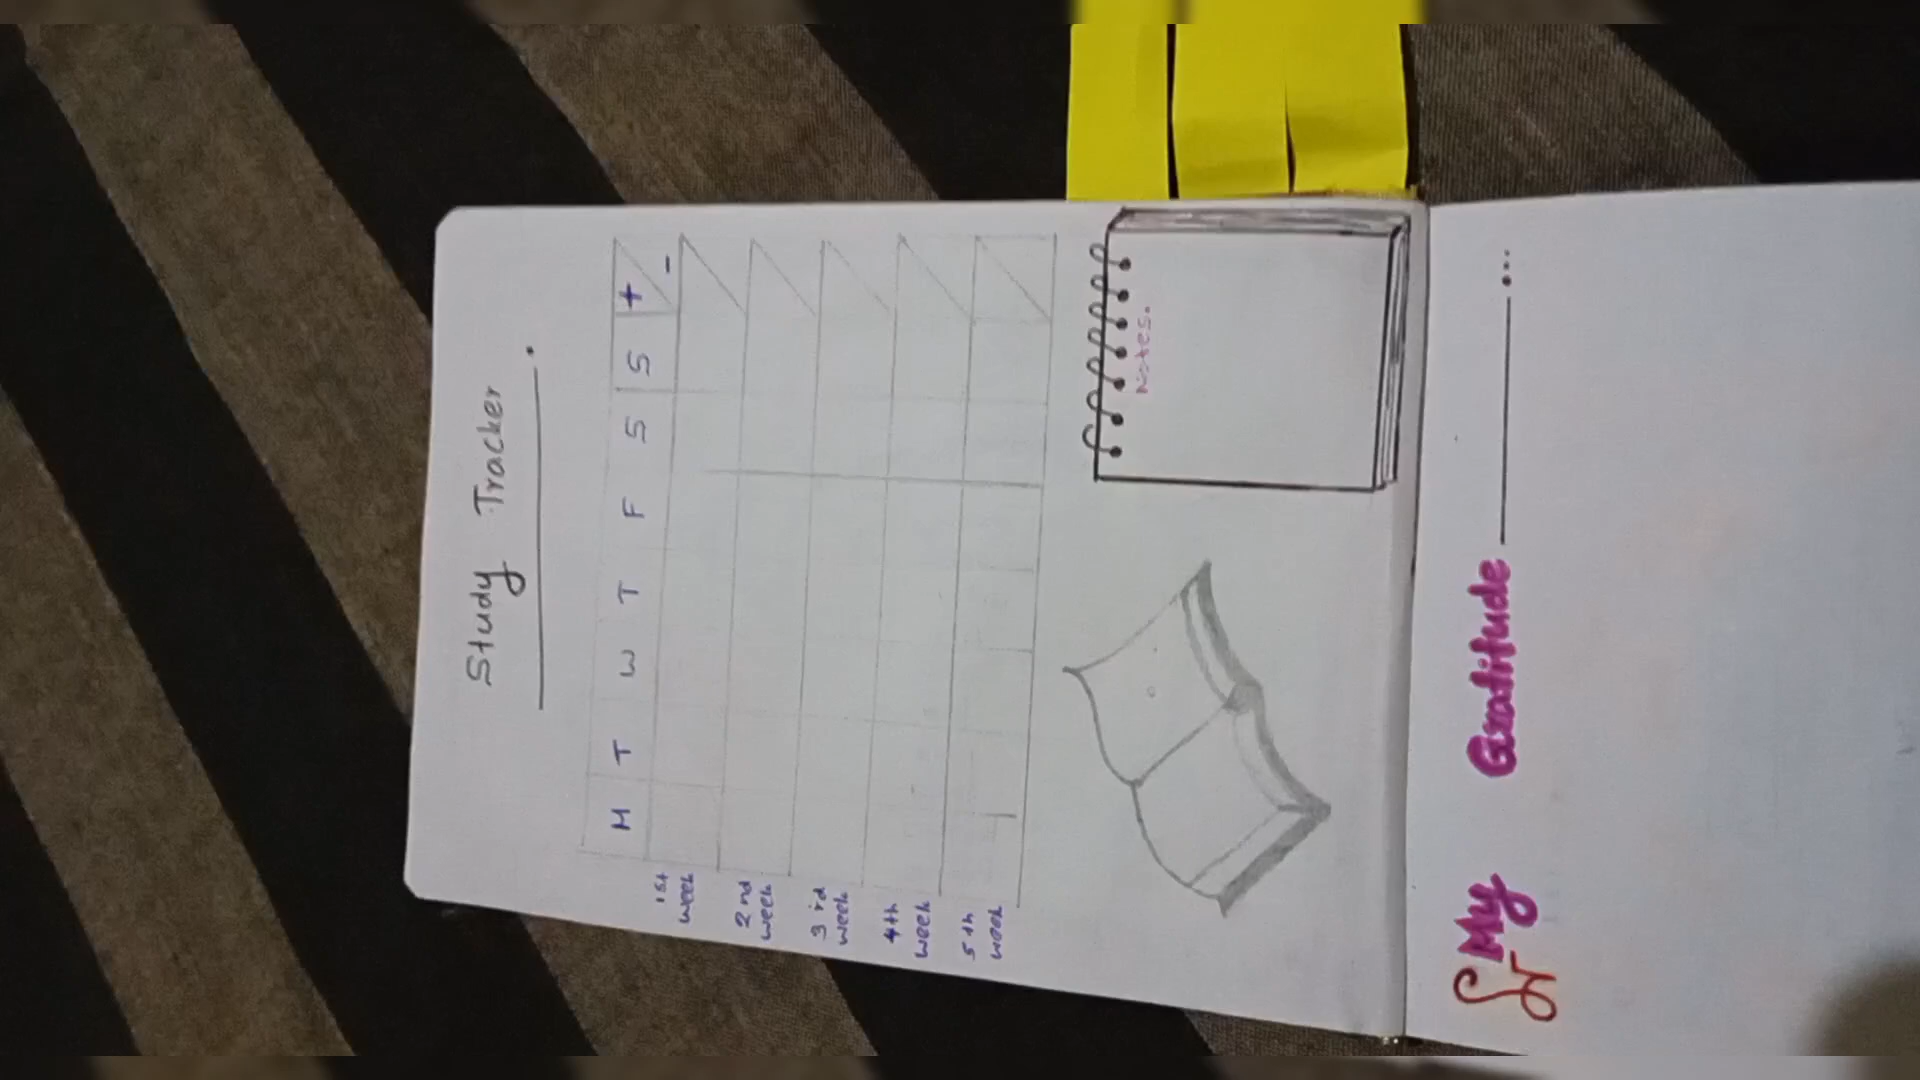 Study Tracker
M T W T F S S + -
1st week
2nd week
3rd week
4th week
5th week
Notes.
My Gratitude